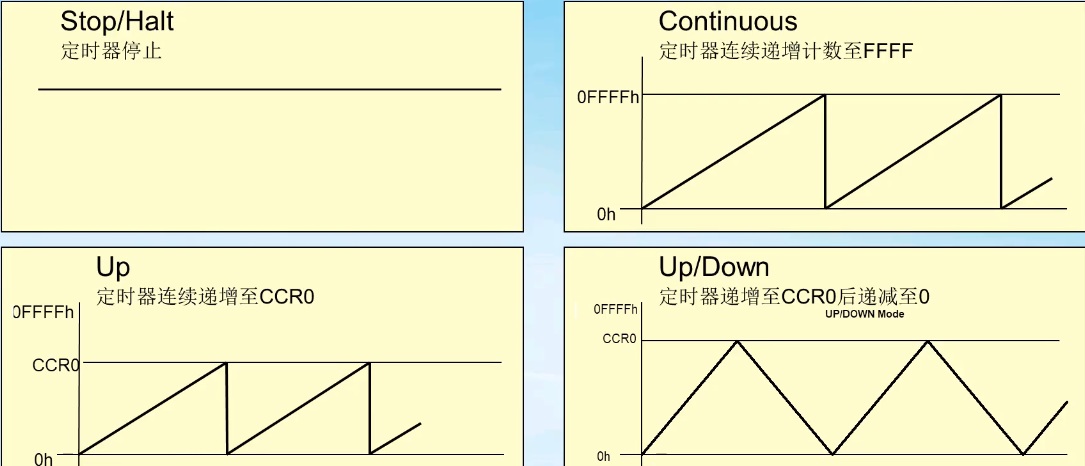 Stop/Halt
定时器停止
Continuous
定时器连续递增计数至FFFF
0FFFFh
0h
Up
定时器连续递增至CCR0
0FFFFh
CCR0
0h
Up/Down
定时器递增至CCR0后递减至0
UP/DOWN Mode
0FFFFh
CCR0
0h